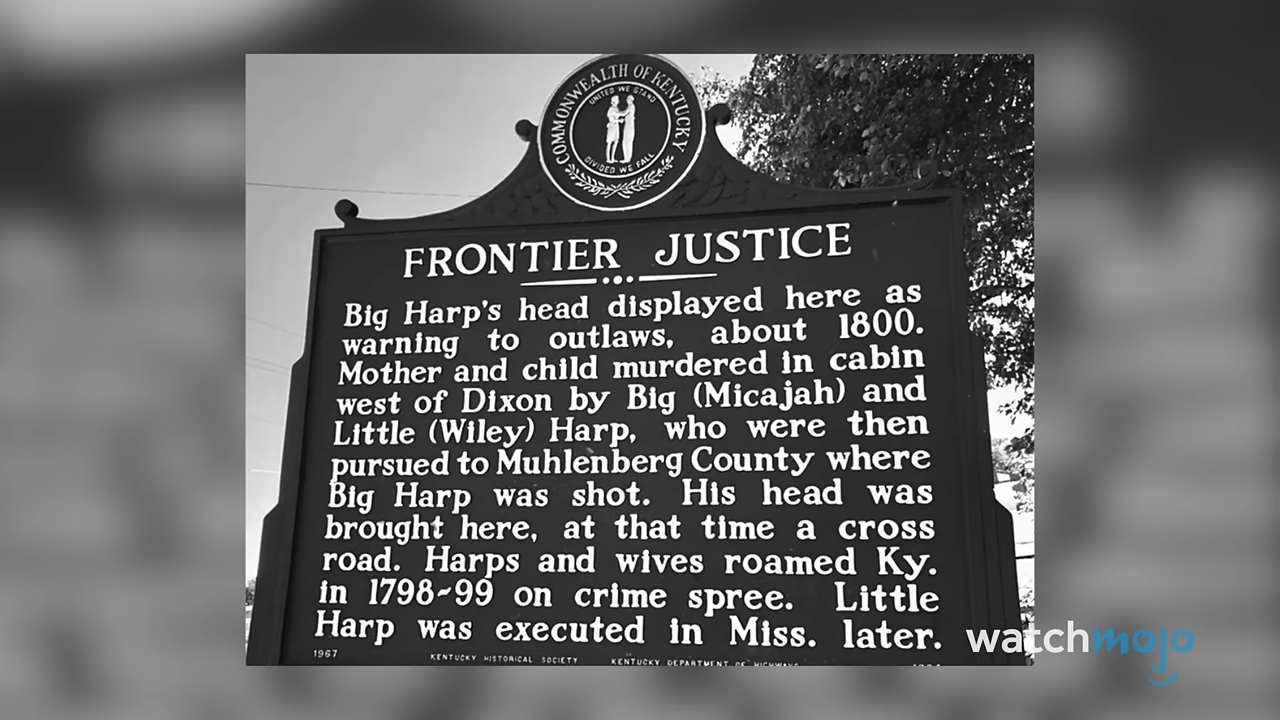 COMMONWEALTH OF KENTUCKY
UNITED WE STAND
DIVIDED WE FALL
FRONTIER JUSTICE
Big Harp's head displayed here as
warning to outlaws, about 1800.
Mother and child murdered in cabin
west of Dixon by Big (Micajah) and
Little (Wiley) Harp, who were then
pursued to Muhlenberg County where
Big Harp was shot. His head was
brought here, at that time a cross
road. Harps and wives roamed Ky.
in 1798-99 on crime spree. Little
Harp was executed in Miss. later.
1967 KENTUCKY HISTORICAL SOCIETY KENTUCKY DEPARTMENT OF HIGHWAYS
watchmojo